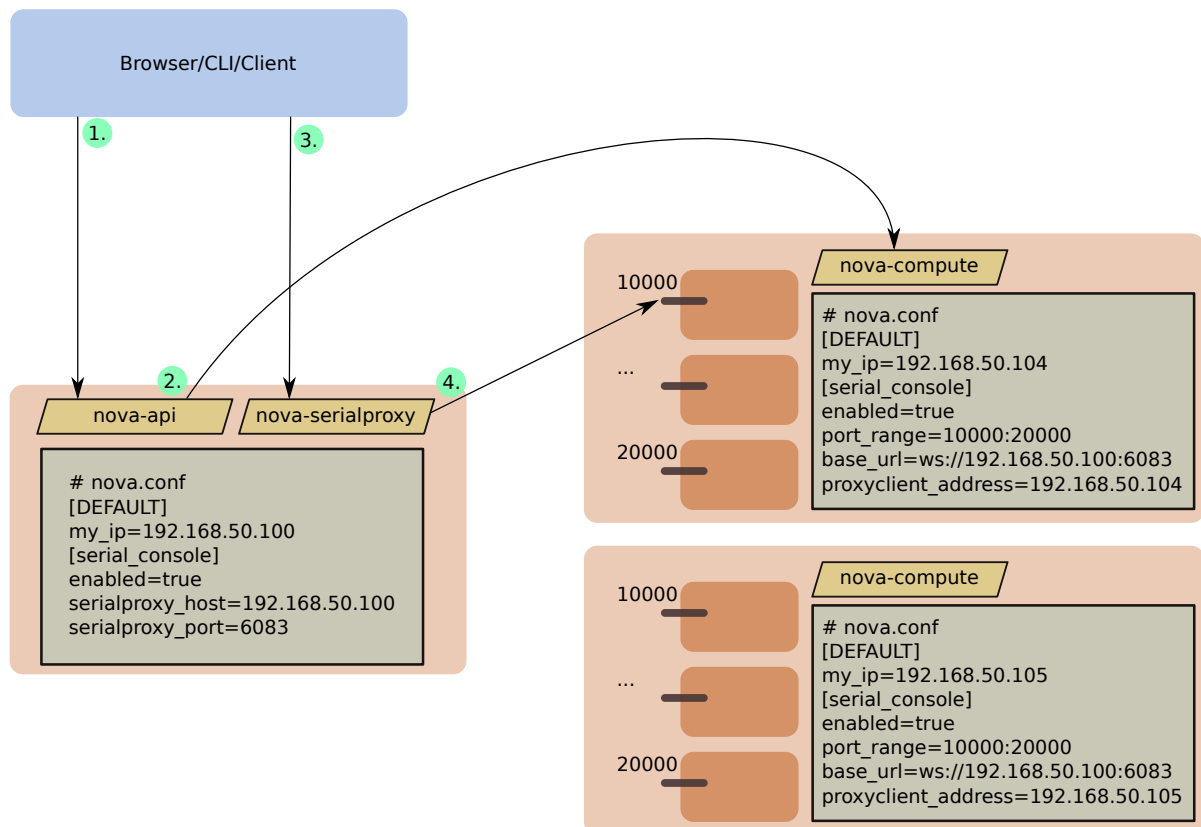 Browser/CLI/Client
1.
3.
2.
4.
nova-api
nova-serialproxy
# nova.conf
[DEFAULT]
my_ip=192.168.50.100
[serial_console]
enabled=true
serialproxy_host=192.168.50.100
serialproxy_port=6083
nova-compute
10000
...
20000
# nova.conf
[DEFAULT]
my_ip=192.168.50.104
[serial_console]
enabled=true
port_range=10000:20000
base_url=ws://192.168.50.100:6083
proxyclient_address=192.168.50.104
nova-compute
10000
...
20000
# nova.conf
[DEFAULT]
my_ip=192.168.50.105
[serial_console]
enabled=true
port_range=10000:20000
base_url=ws://192.168.50.100:6083
proxyclient_address=192.168.50.105